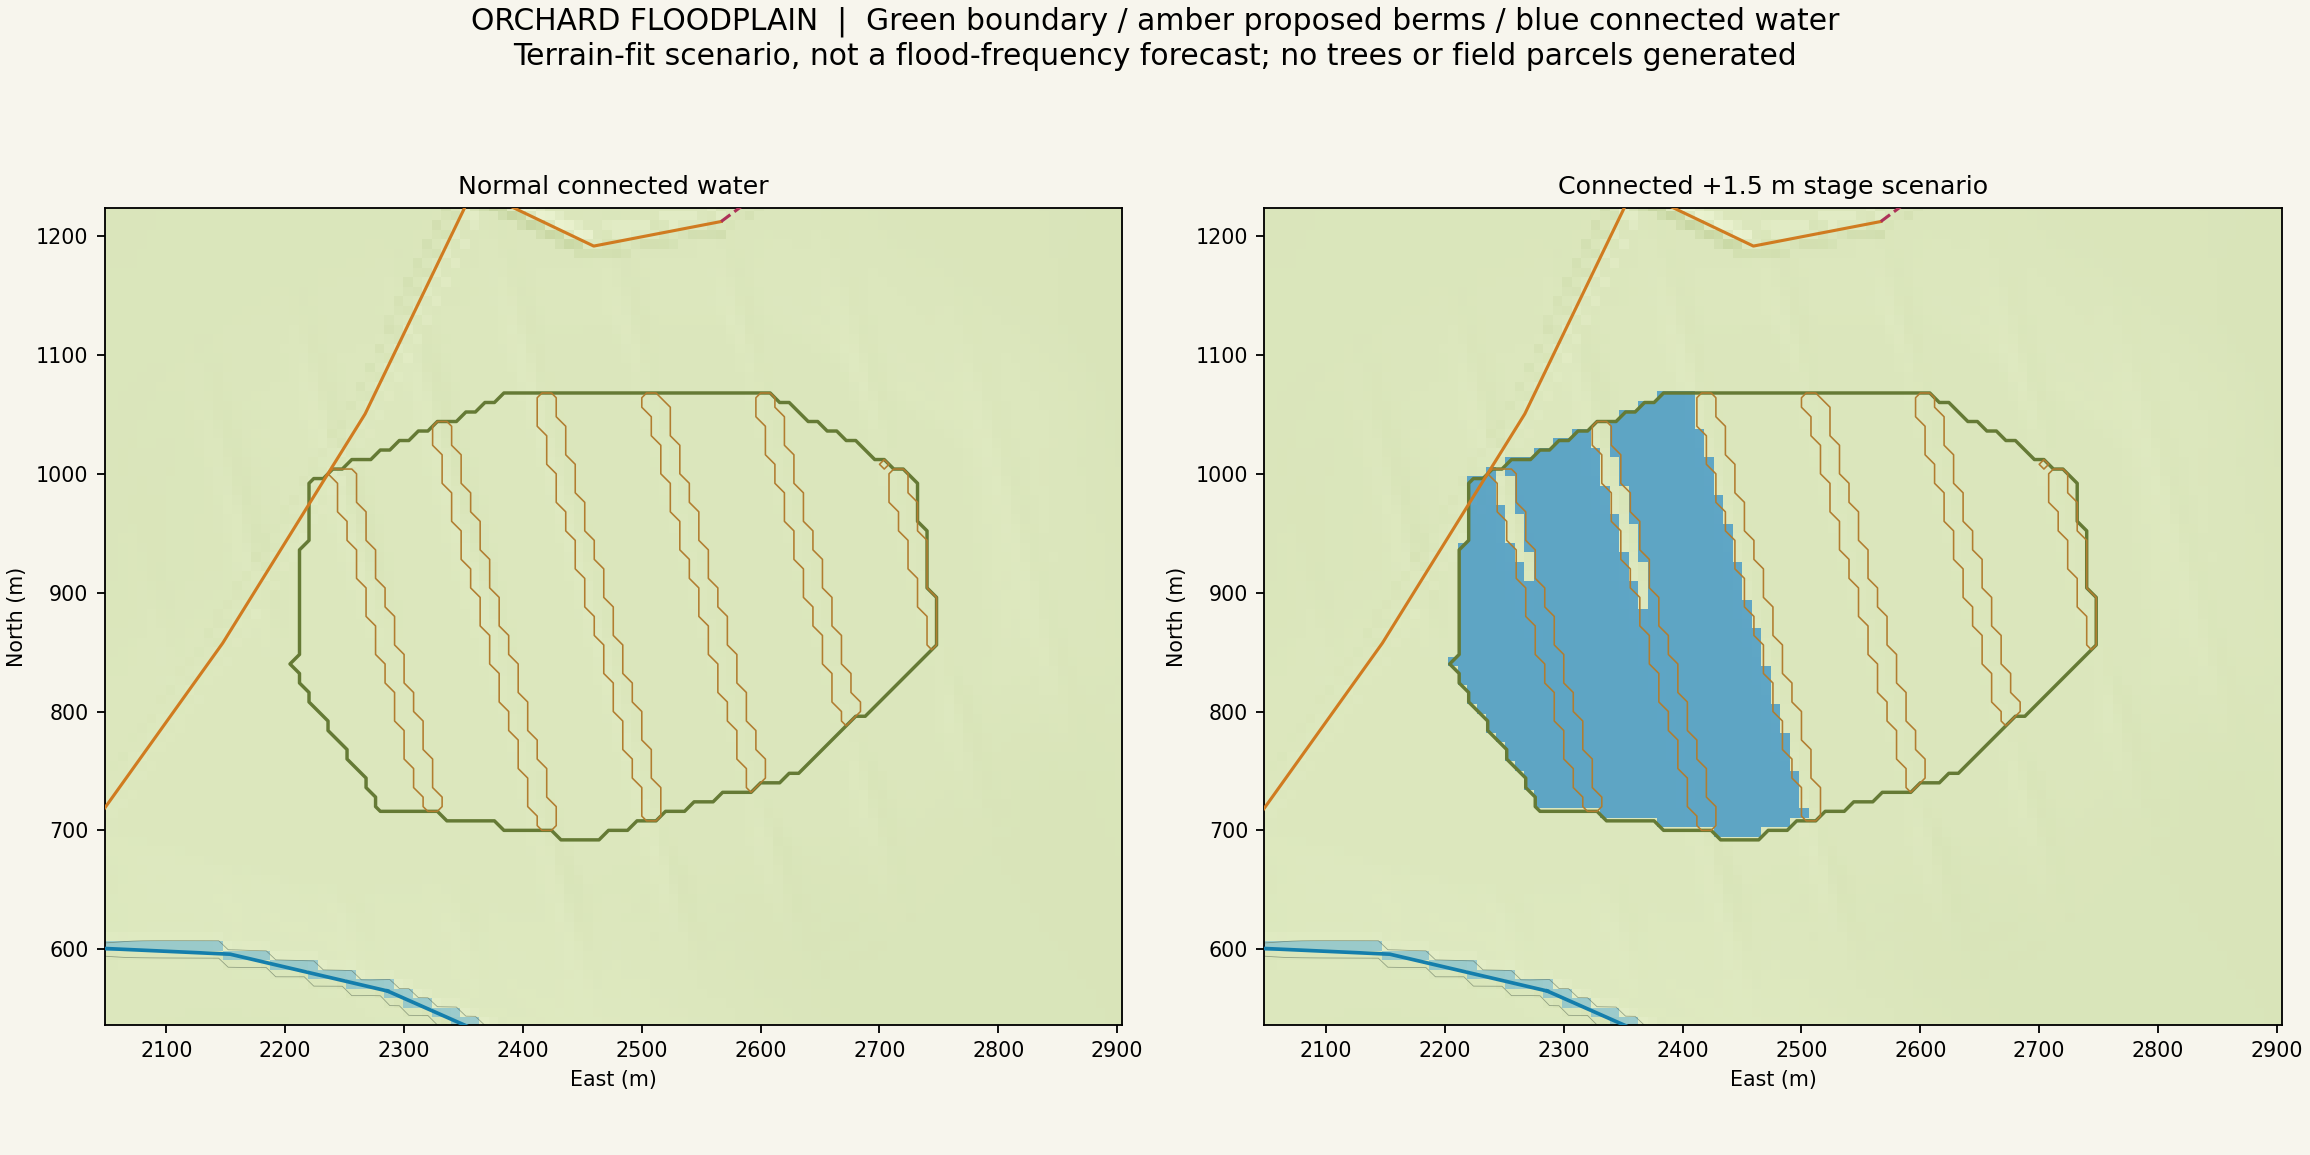 ORCHARD FLOODPLAIN | Green boundary / amber proposed berms / blue connected water
Terrain-fit scenario, not a flood-frequency forecast; no trees or field parcels generated
Normal connected water
1200
1100
1000
900
800
700
600
North (m)
2100 2200 2300 2400 2500 2600 2700 2800 2900
East (m)
Connected +1.5 m stage scenario
1200
1100
1000
900
800
700
600
North (m)
2100 2200 2300 2400 2500 2600 2700 2800 2900
East (m)